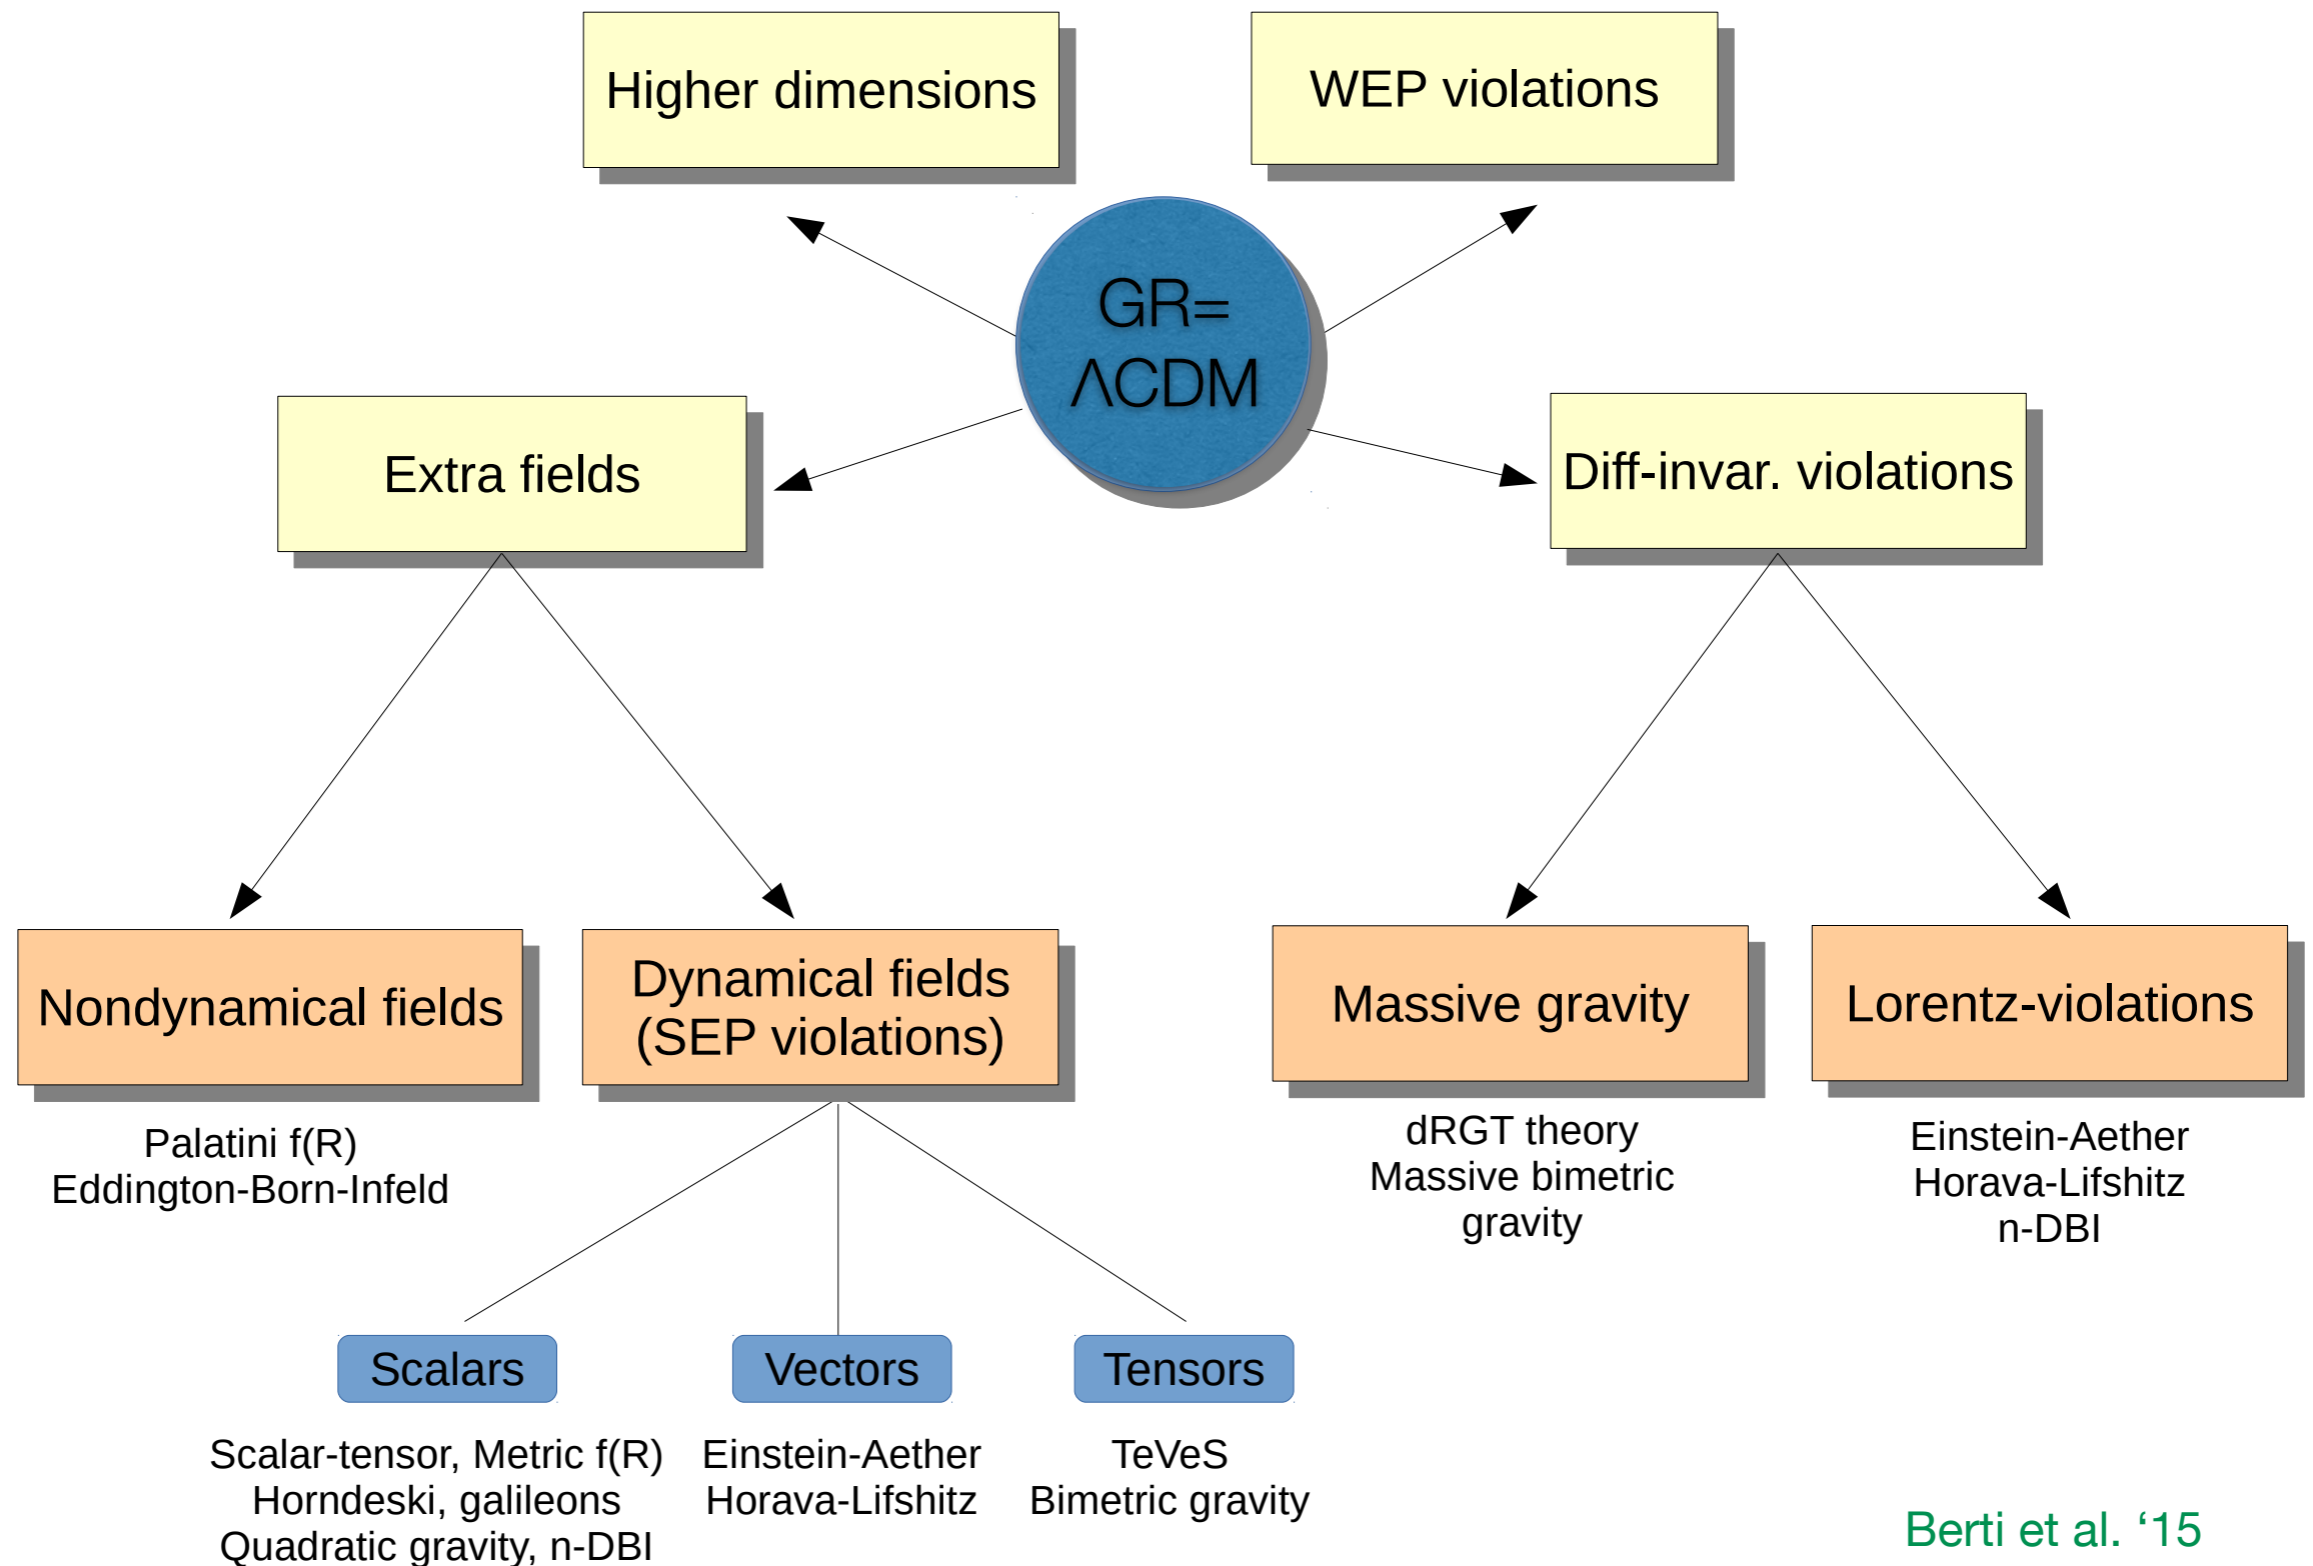 Higher dimensions
WEP violations
GR=
ΛCDM
Extra fields
Diff-invar. violations
Nondynamical fields
Dynamical fields
(SEP violations)
Massive gravity
Lorentz-violations
Palatini f(R)
Eddington-Born-Infeld
dRGT theory
Massive bimetric
gravity
Einstein-Aether
Horava-Lifshitz
n-DBI
Scalars
Vectors
Tensors
Scalar-tensor, Metric f(R)
Horndeski, galileons
Quadratic gravity, n-DBI
Einstein-Aether
Horava-Lifshitz
TeVeS
Bimetric gravity
Berti et al. ‘15